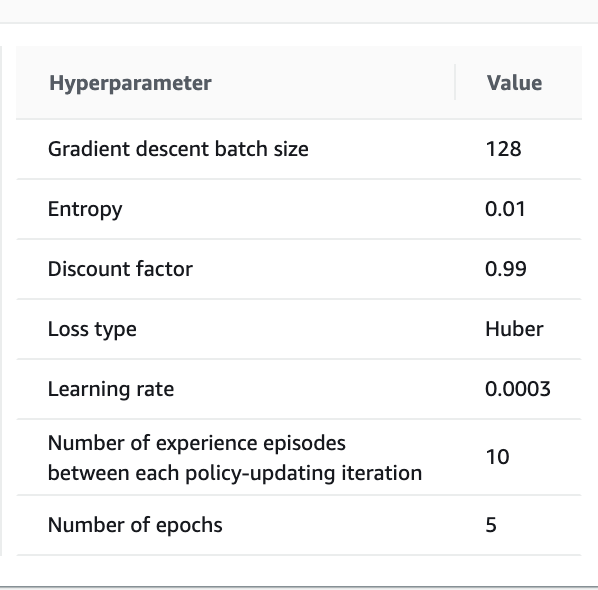 Hyperparameter Value
Gradient descent batch size 128
Entropy 0.01
Discount factor 0.99
Loss type Huber
Learning rate 0.0003
Number of experience episodes
between each policy-updating iteration 10
Number of epochs 5